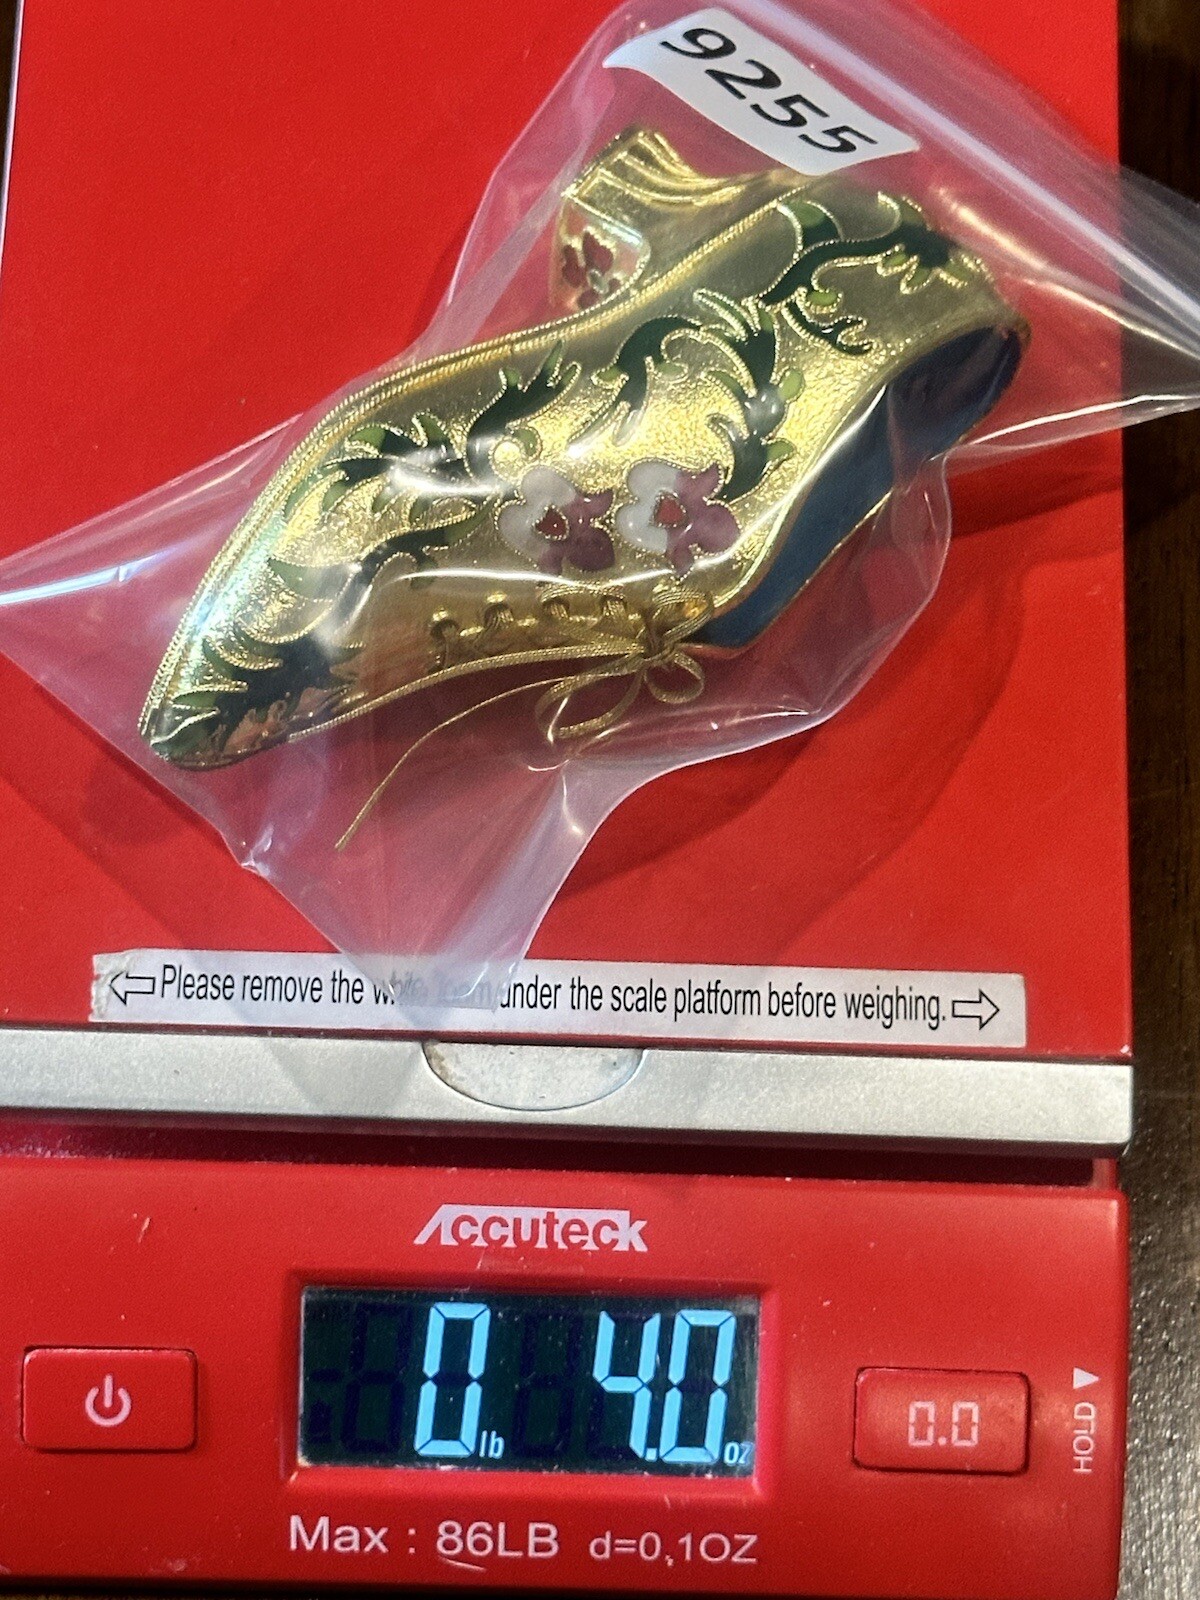 9255
Please remove the w under the scale platform before weighing.
Accuteck
0 lb 4.0 oz
0.0
HOLD
Max : 86LB d=0.1OZ